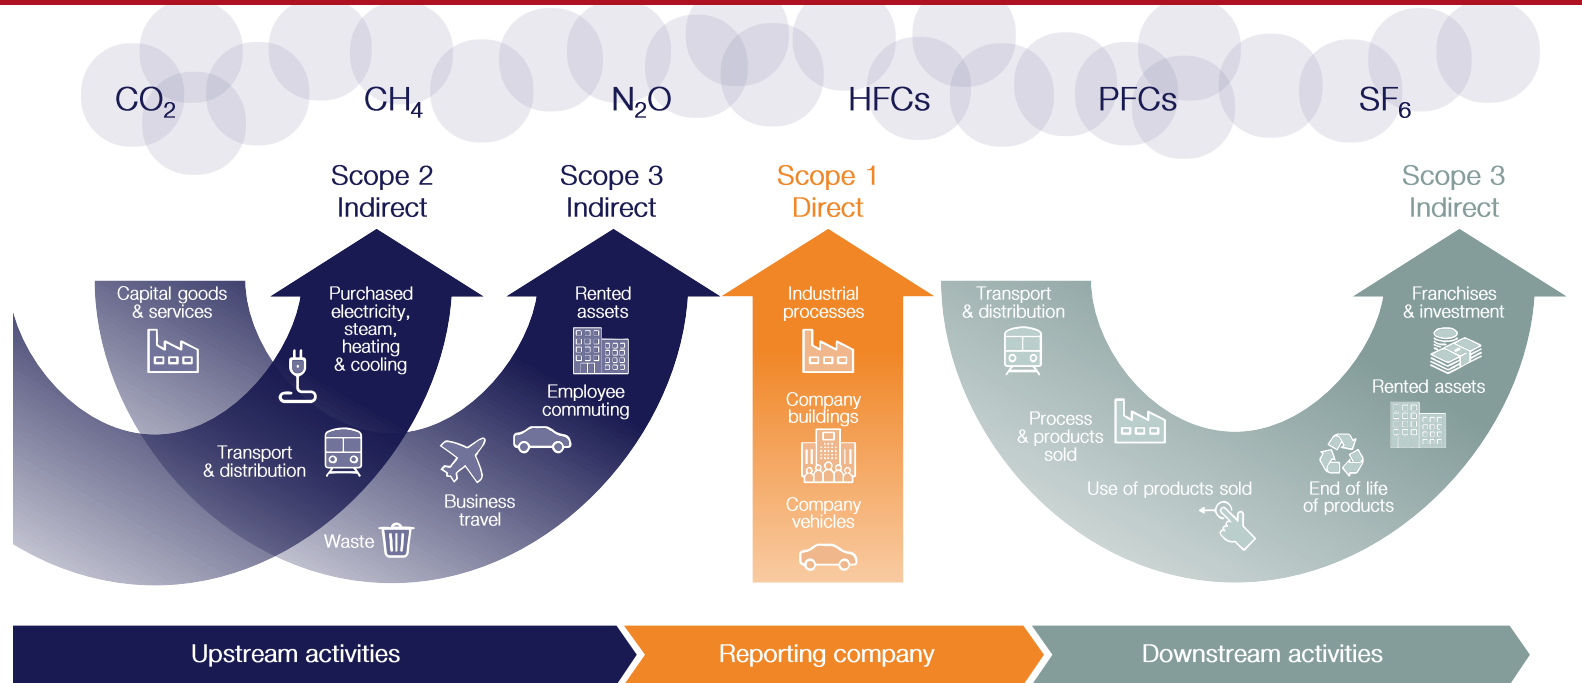 CO₂
CH₄
N₂O
HFCs
PFCs
SF₆
Scope 2
Indirect
Scope 3
Indirect
Scope 1
Direct
Scope 3
Indirect
Capital goods
& services
Purchased
electricity,
steam,
heating
& cooling
Transport
& distribution
Waste
Business
travel
Employee
commuting
Rented
assets
Industrial
processes
Company
buildings
Company
vehicles
Transport
& distribution
Process
& products
sold
Use of products sold
End of life
of products
Rented assets
Franchises
& investment
Upstream activities
Reporting company
Downstream activities